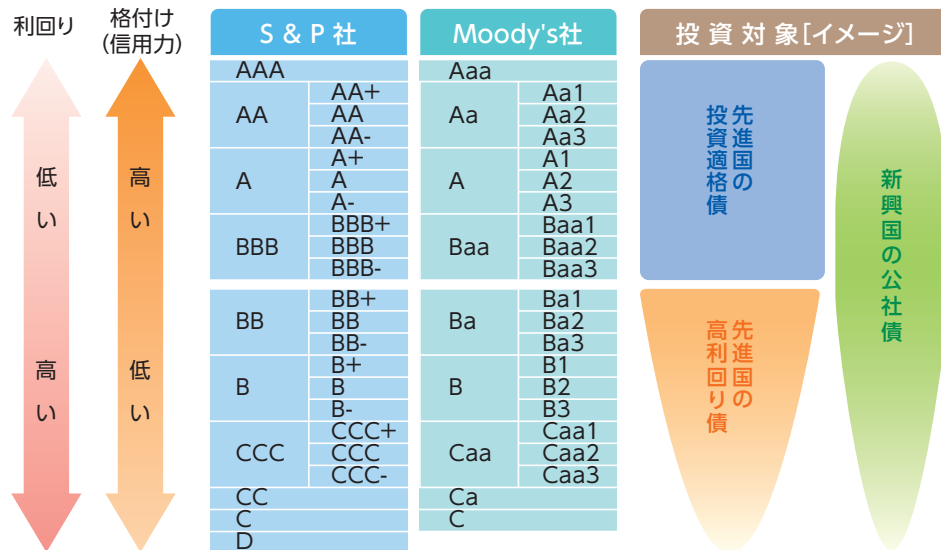 利回り
格付け
(信用力)
S & P 社
Moody's社
投資対象[イメージ]
低い
高い
高い
低い
AAA
Aaa
AA
AA+
AA
AA-
Aa
Aa1
Aa2
Aa3
A
A+
A
A-
A
A1
A2
A3
BBB
BBB+
BBB
BBB-
Baa
Baa1
Baa2
Baa3
BB
BB+
BB
BB-
Ba
Ba1
Ba2
Ba3
B
B+
B
B-
B
B1
B2
B3
CCC
CCC+
CCC
CCC-
Caa
Caa1
Caa2
Caa3
CC
Ca
C
C
D
先進国の
投資適格債
先進国の
高利回り債
新興国の公社債